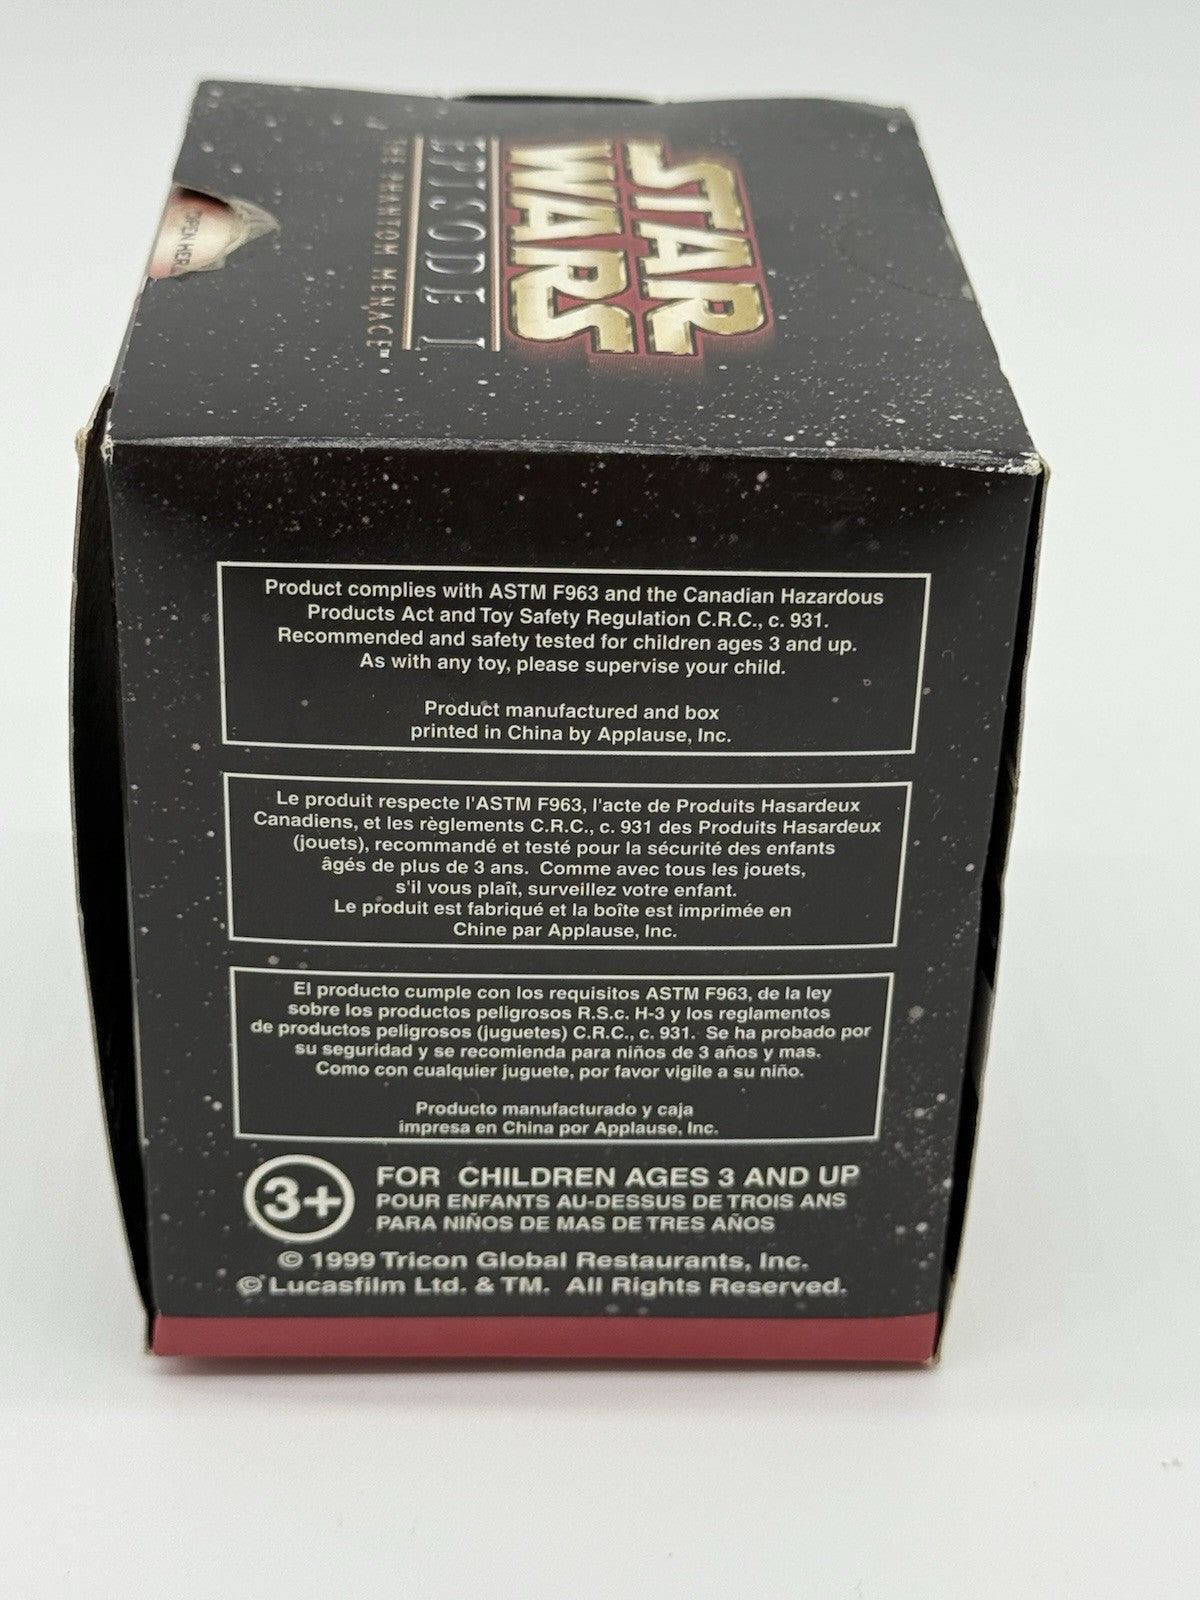 STAR
WARS
EPISODE I
THE PHANTOM MENACE™
OPEN
Product complies with ASTM F963 and the Canadian Hazardous
Products Act and Toy Safety Regulation C.R.C., c. 931.
Recommended and safety tested for children ages 3 and up.
As with any toy, please supervise your child.
Product manufactured and box
printed in China by Applause, Inc.
Le produit respecte l'ASTM F963, l'acte de Produits Hasardeux
Canadiens, et les règlements C.R.C., c. 931 des Produits Hasardeux
(jouets), recommandé et testé pour la sécurité des enfants
âgés de plus de 3 ans. Comme avec tous les jouets,
s'il vous plaît, surveillez votre enfant.
Le produit est fabriqué et la boîte est imprimée en
Chine par Applause, Inc.
El producto cumple con los requisitos ASTM F963, de la ley
sobre los productos peligrosos R.S.c. H-3 y los reglamentos
de productos peligrosos (juguetes) C.R.C., c. 931. Se ha probado por
su seguridad y se recomienda para niños de 3 años y mas.
Como con cualquier juguete, por favor vigile a su niño.
Producto manufacturado y caja
impresa en China por Applause, Inc.
3+
FOR CHILDREN AGES 3 AND UP
POUR ENFANTS AU-DESSUS DE TROIS ANS
PARA NIÑOS DE MAS DE TRES AÑOS
© 1999 Tricon Global Restaurants, Inc.
© Lucasfilm Ltd. & TM. All Rights Reserved.